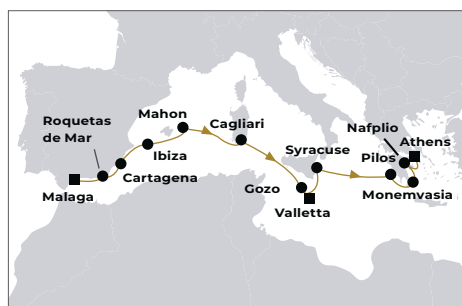 Roquetas
de Mar
Malaga
Cartagena
Ibiza
Mahon
Cagliari
Gozo
Valletta
Syracuse
Pilos
Nafplio
Athens
Monemvasia